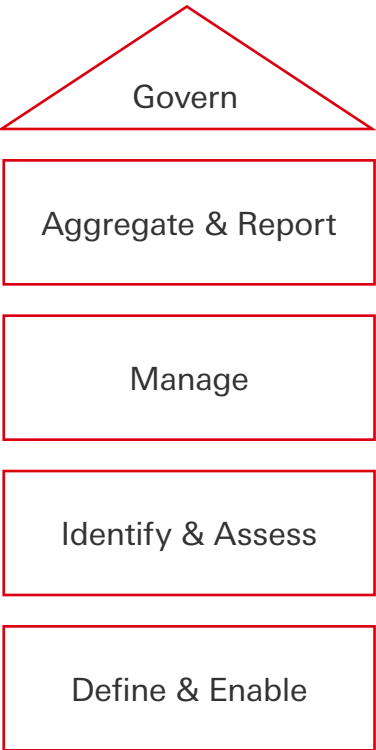 Govern
Aggregate & Report
Manage
Identify & Assess
Define & Enable